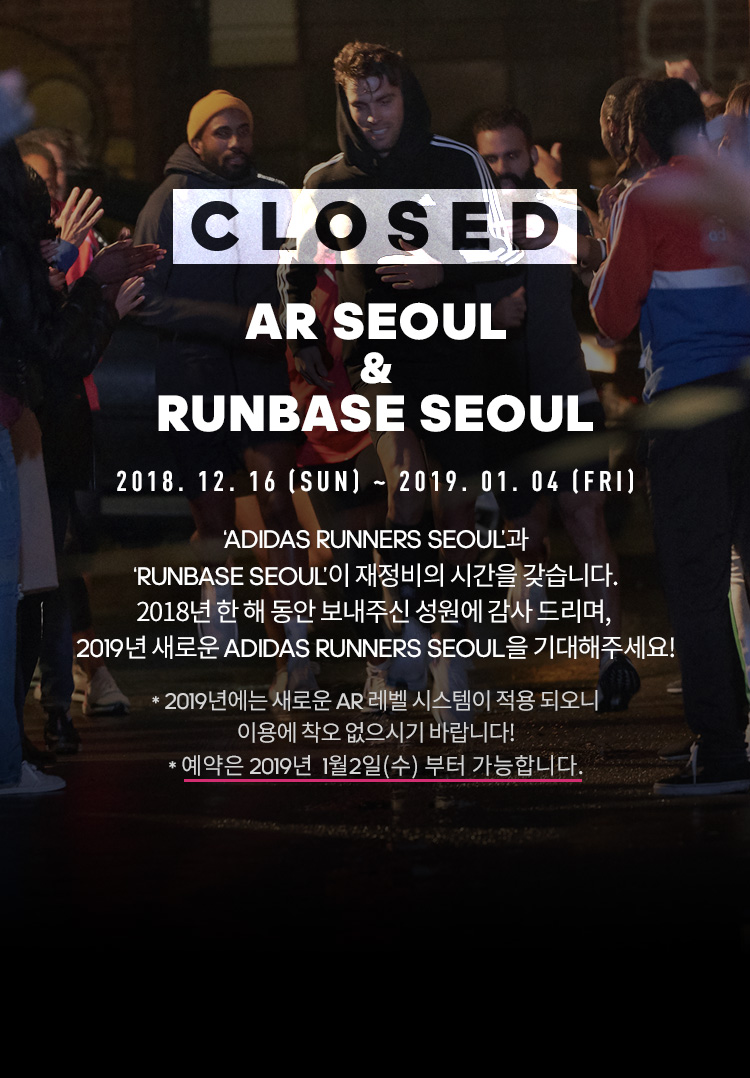 CLOSED
AR SEOUL
&
RUNBASE SEOUL
2018. 12. 16 (SUN) ~ 2019. 01. 04 (FRI)
'ADIDAS RUNNERS SEOUL'과
'RUNBASE SEOUL'이 재정비의 시간을 갖습니다.
2018년 한 해 동안 보내주신 성원에 감사 드리며,
2019년 새로운 ADIDAS RUNNERS SEOUL을 기대해주세요!
* 2019년에는 새로운 AR 레벨 시스템이 적용 되오니
이용에 착오 없으시기 바랍니다!
* 예약은 2019년 1월2일(수) 부터 가능합니다.